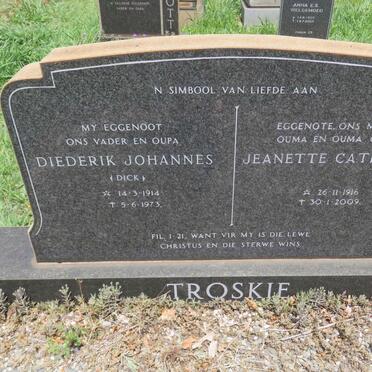 N SIMBOOL VAN LIEFDE AAN
MY EGGENOOT
ONS VADER EN OUPA
DIEDERIK JOHANNES
(DICK)
☆ 14-3-1914
✝ 5-6-1973.
EGGENOTE, ONS M
OUMA EN OUMA
JEANETTE CAT
☆ 26-11-1916
✝ 30-1-2009.
FIL. 1-21, WANT VIR MY IS DIE LEWE
CHRISTUS EN DIE STERWE WINS.
TROSKIE
ANNA E.S.